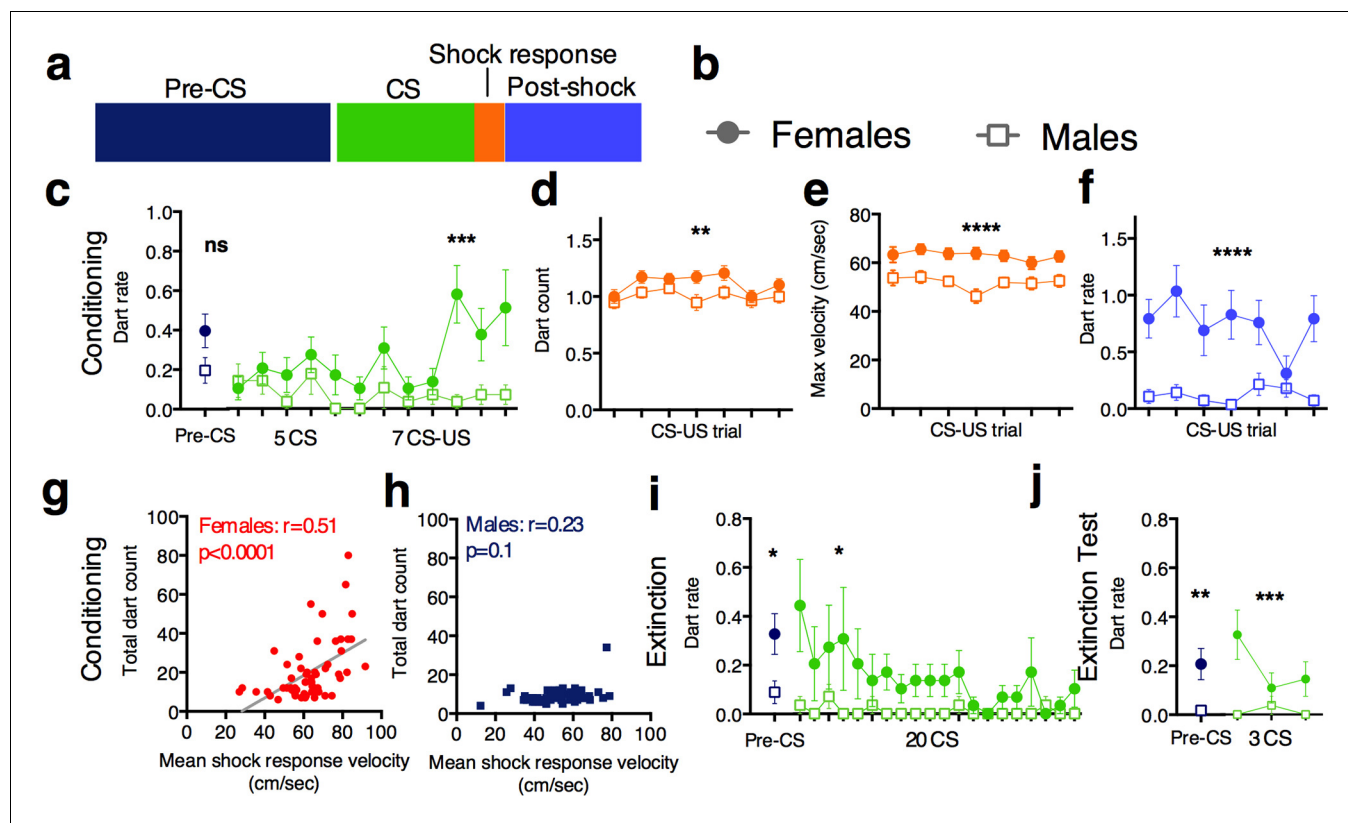 a
Pre-CS
CS
Shock response
Post-shock
b
Females
Males
c
Conditioning
Dart rate
1.0
0.8
0.6
0.4
0.2
0.0
ns
***
Pre-CS
5 CS
7 CS-US
d
Dart count
1.5
1.0
0.5
0.0
**
CS-US trial
e
Max velocity (cm/sec)
80
60
40
20
0
****
CS-US trial
f
Dart rate
1.5
1.0
0.5
0.0
****
CS-US trial
g
Conditioning
Total dart count
100
80
60
40
20
0
Females: r=0.51
p<0.0001
0 20 40 60 80 100
Mean shock response velocity
(cm/sec)
h
Total dart count
100
80
60
40
20
0
Males: r=0.23
p=0.1
0 20 40 60 80 100
Mean shock response velocity
(cm/sec)
i
Extinction
Dart rate
0.8
0.6
0.4
0.2
0.0
*
*
Pre-CS
20 CS
j
Extinction Test
Dart rate
0.8
0.6
0.4
0.2
0.0
**
***
Pre-CS
3 CS